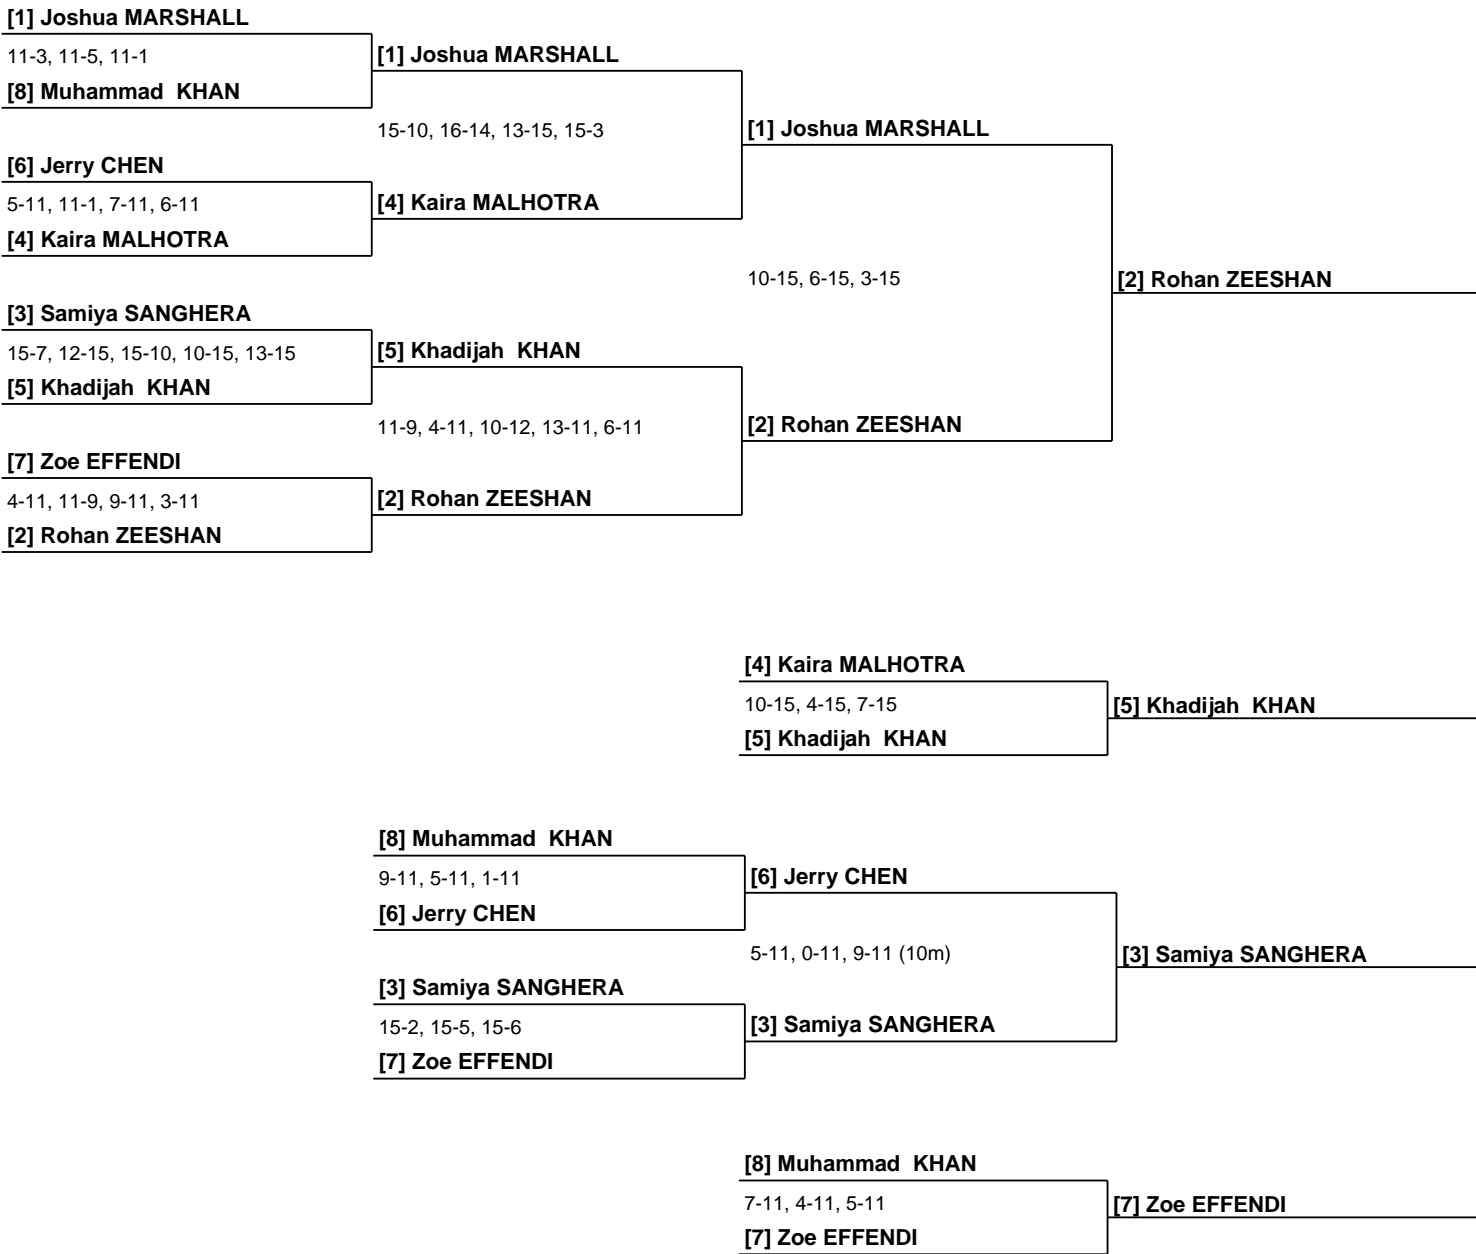 [1] Joshua MARSHALL
11-3, 11-5, 11-1
[8] Muhammad  KHAN
[1] Joshua MARSHALL
15-10, 16-14, 13-15, 15-3
[1] Joshua MARSHALL
[6] Jerry CHEN
5-11, 11-1, 7-11, 6-11
[4] Kaira MALHOTRA
[4] Kaira MALHOTRA
10-15, 6-15, 3-15
[2] Rohan ZEESHAN
[3] Samiya SANGHERA
15-7, 12-15, 15-10, 10-15, 13-15
[5] Khadijah  KHAN
[5] Khadijah  KHAN
11-9, 4-11, 10-12, 13-11, 6-11
[2] Rohan ZEESHAN
[7] Zoe EFFENDI
4-11, 11-9, 9-11, 3-11
[2] Rohan ZEESHAN
[2] Rohan ZEESHAN
[4] Kaira MALHOTRA
10-15, 4-15, 7-15
[5] Khadijah  KHAN
[5] Khadijah  KHAN
[8] Muhammad  KHAN
9-11, 5-11, 1-11
[6] Jerry CHEN
[6] Jerry CHEN
5-11, 0-11, 9-11 (10m)
[3] Samiya SANGHERA
[3] Samiya SANGHERA
15-2, 15-5, 15-6
[7] Zoe EFFENDI
[3] Samiya SANGHERA
[8] Muhammad  KHAN
7-11, 4-11, 5-11
[7] Zoe EFFENDI
[7] Zoe EFFENDI